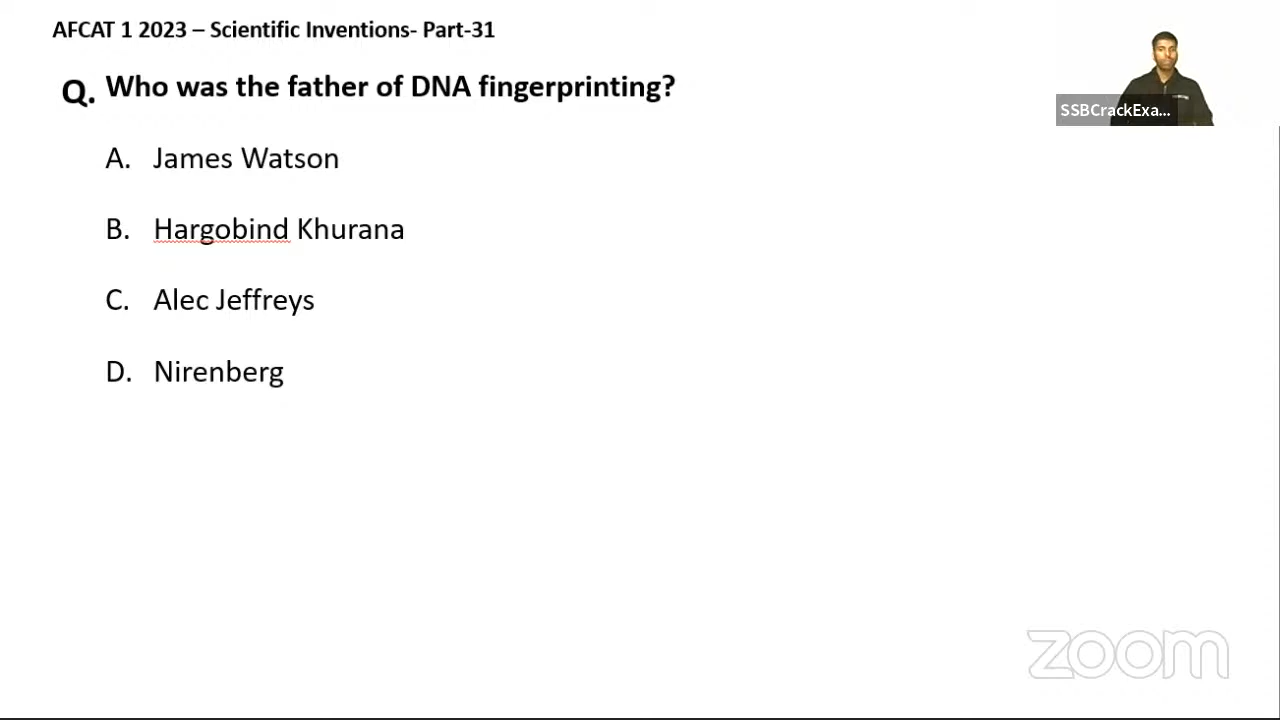 AFCAT 1 2023 – Scientific Inventions- Part-31
Q. Who was the father of DNA fingerprinting?
SSBCrackExa...
A. James Watson
B. Hargobind Khurana
C. Alec Jeffreys
D. Nirenberg
zoom